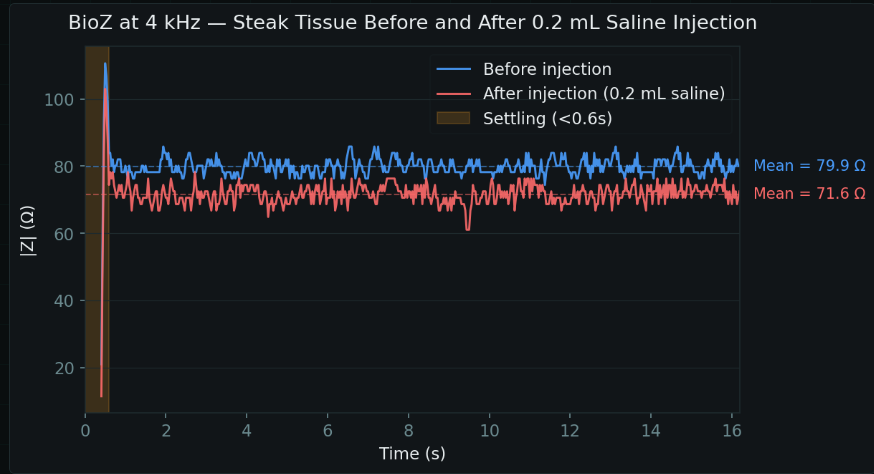 BioZ at 4 kHz — Steak Tissue Before and After 0.2 mL Saline Injection
Before injection
After injection (0.2 mL saline)
Settling (<0.6s)
|Z| (Ω)
100
80
60
40
20
Mean = 79.9 Ω
Mean = 71.6 Ω
0 2 4 6 8 10 12 14 16
Time (s)